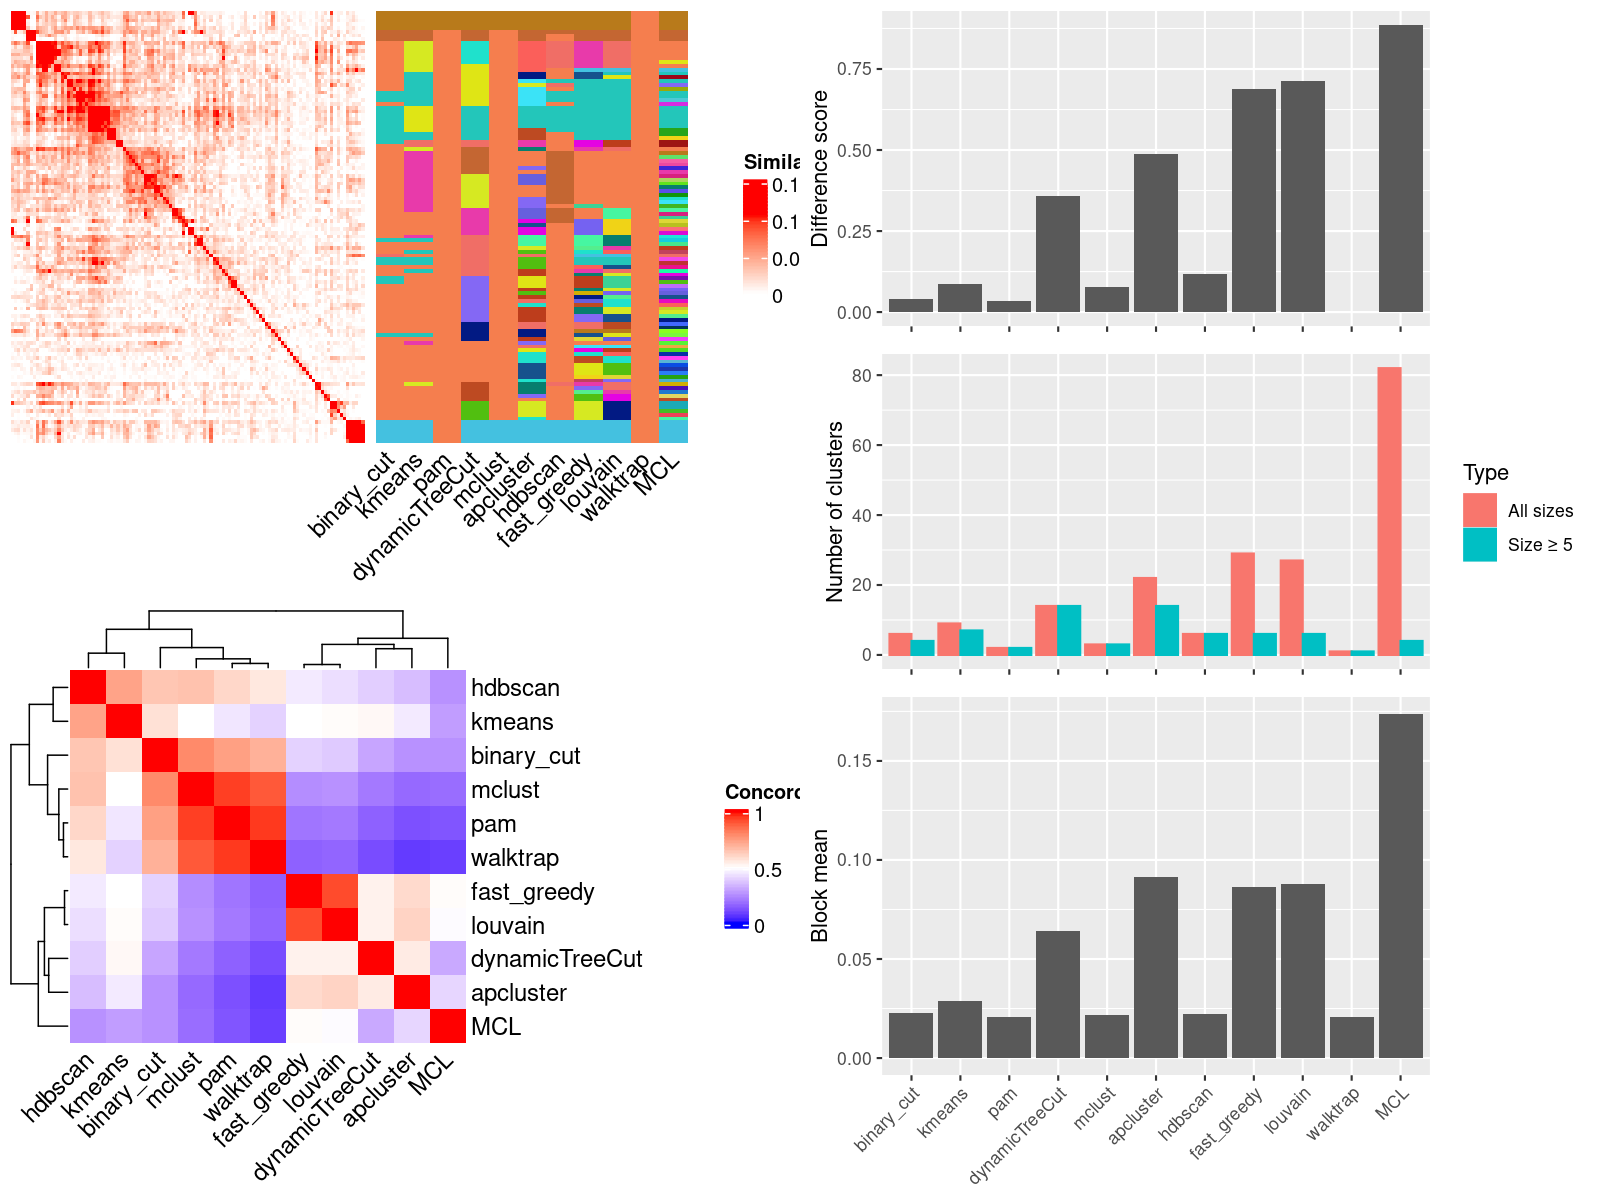 Simila
0.1
0.1
0.0
0
binary_cut
kmeans
pam
dynamicTreeCut
mclust
apcluster
hdbscan
fast_greedy
louvain
walktrap
MCL
hdbscan
kmeans
binary_cut
mclust
pam
walktrap
fast_greedy
louvain
dynamicTreeCut
apcluster
MCL
hdbscan
kmeans
binary_cut
mclust
pam
walktrap
fast_greedy
louvain
dynamicTreeCut
apcluster
MCL
Concord
1
0.5
0
Difference score
0.75
0.50
0.25
0.00
Number of clusters
80
60
40
20
0
Type
All sizes
Size ≥ 5
Block mean
0.15
0.10
0.05
0.00
binary_cut
kmeans
pam
dynamicTreeCut
mclust
apcluster
hdbscan
fast_greedy
louvain
walktrap
MCL